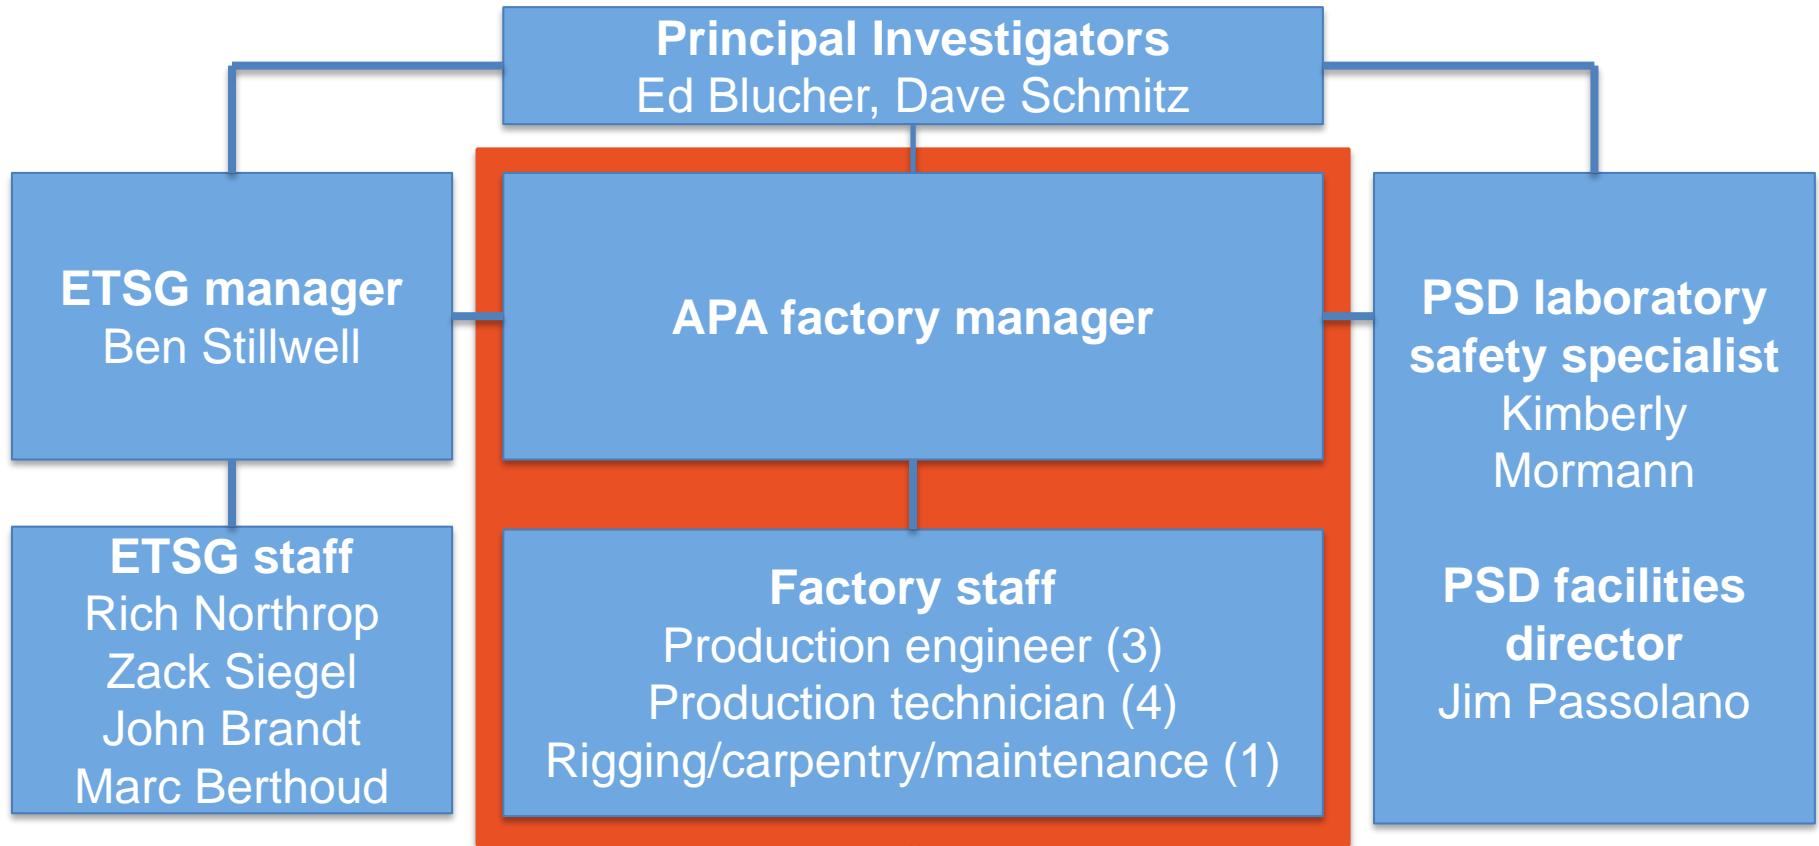 Principal Investigators
Ed Blucher, Dave Schmitz
ETSG manager
Ben Stillwell
APA factory manager
PSD laboratory
safety specialist
Kimberly
Mormann
PSD facilities
director
Jim Passolano
ETSG staff
Rich Northrop
Zack Siegel
John Brandt
Marc Berthoud
Factory staff
Production engineer (3)
Production technician (4)
Rigging/carpentry/maintenance (1)